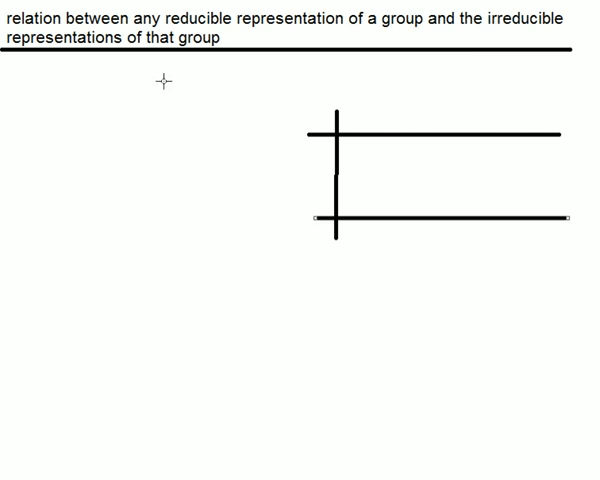 relation between any reducible representation of a group and the irreducible
representations of that group